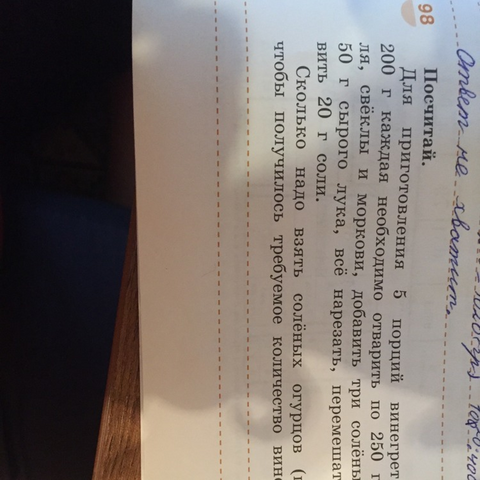 Ответ не хватит.
98
Посчитай.
Для приготовления 5 порций винегрет
200 г каждая необходимо отварить по 250 г
ля, свёклы и моркови, добавить три солёны
50 г сырого лука, всё нарезать, перемешат
вить 20 г соли.
Сколько надо взять солёных огурцов (
чтобы получилось требуемое количество вин